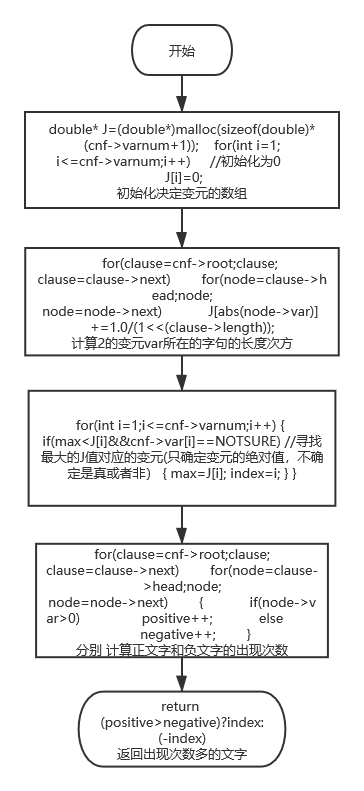 开始
double* J=(double*)malloc(sizeof(double)*
(cnf->varnum+1)); for(int i=1;
i<=cnf->varnum;i++) //初始化为0
J[i]=0;
初始化决定变元的数组
for(clause=cnf->root;clause;
clause=clause->next) for(node=clause->h
ead;node;
node=node->next) J[abs(node->var)]
+=1.0/(1<<(clause->length));
计算2的变元var所在的字句的长度次方
for(int i=1;i<=cnf->varnum;i++) {
if(max<J[i]&&cnf->var[i]==NOTSURE) //寻找
最大的J值对应的变元(只确定变元的绝对值，不确
定是真或者非） { max=J[i]; index=i; } }
for(clause=cnf->root;clause;
clause=clause->next) for(node=clause-
>head;node;
node=node->next) { if(node->v
ar>0) positive++; else
negative++; }
分别 计算正文字和负文字的出现次数
return
(positive>negative)?index:
(-index)
返回出现次数多的文字